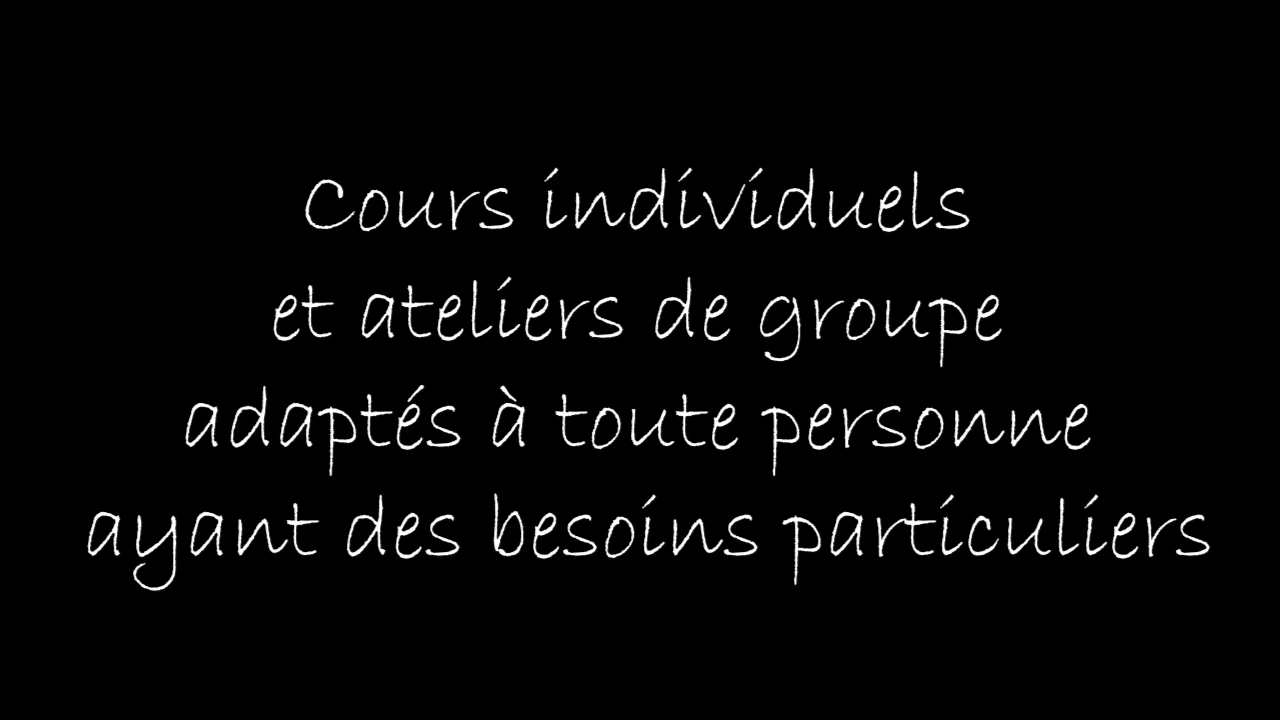 Cours individuels
et ateliers de groupe
adaptés à toute personne
ayant des besoins particuliers